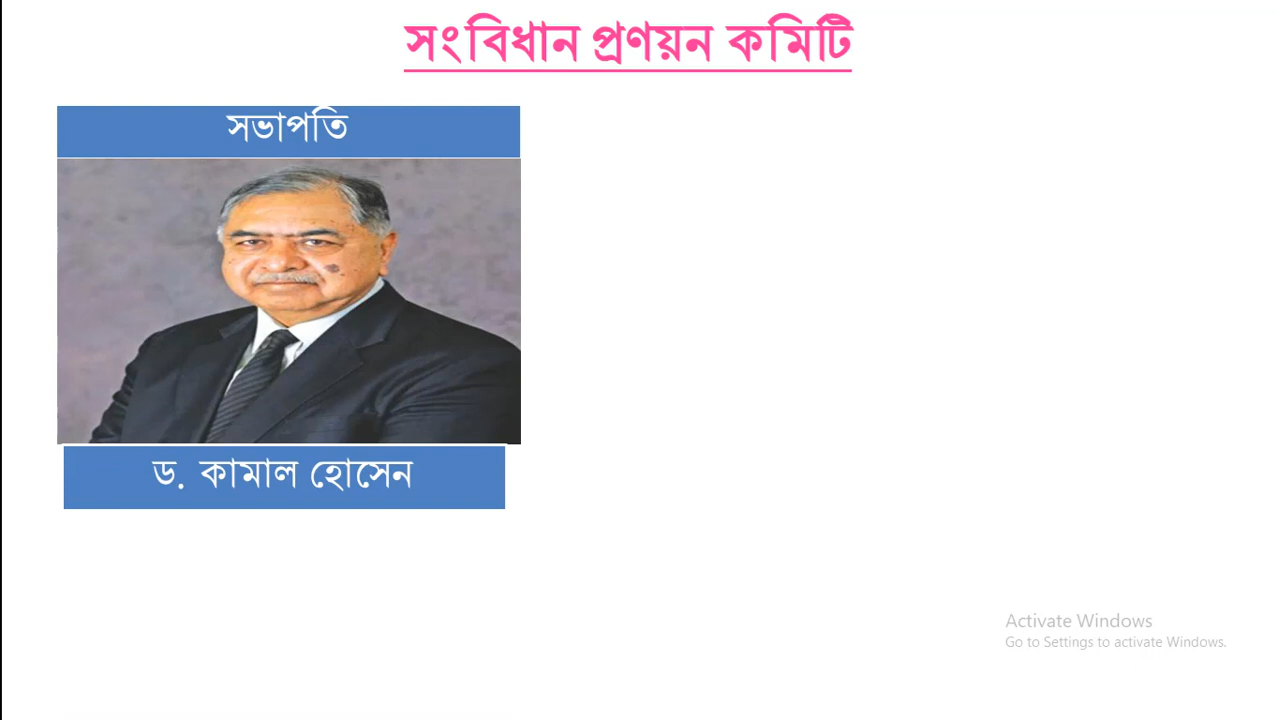 সংবিধান প্রণয়ন কমিটি
সভাপতি
ড. কামাল হোসেন
Activate Windows
Go to Settings to activate Windows.